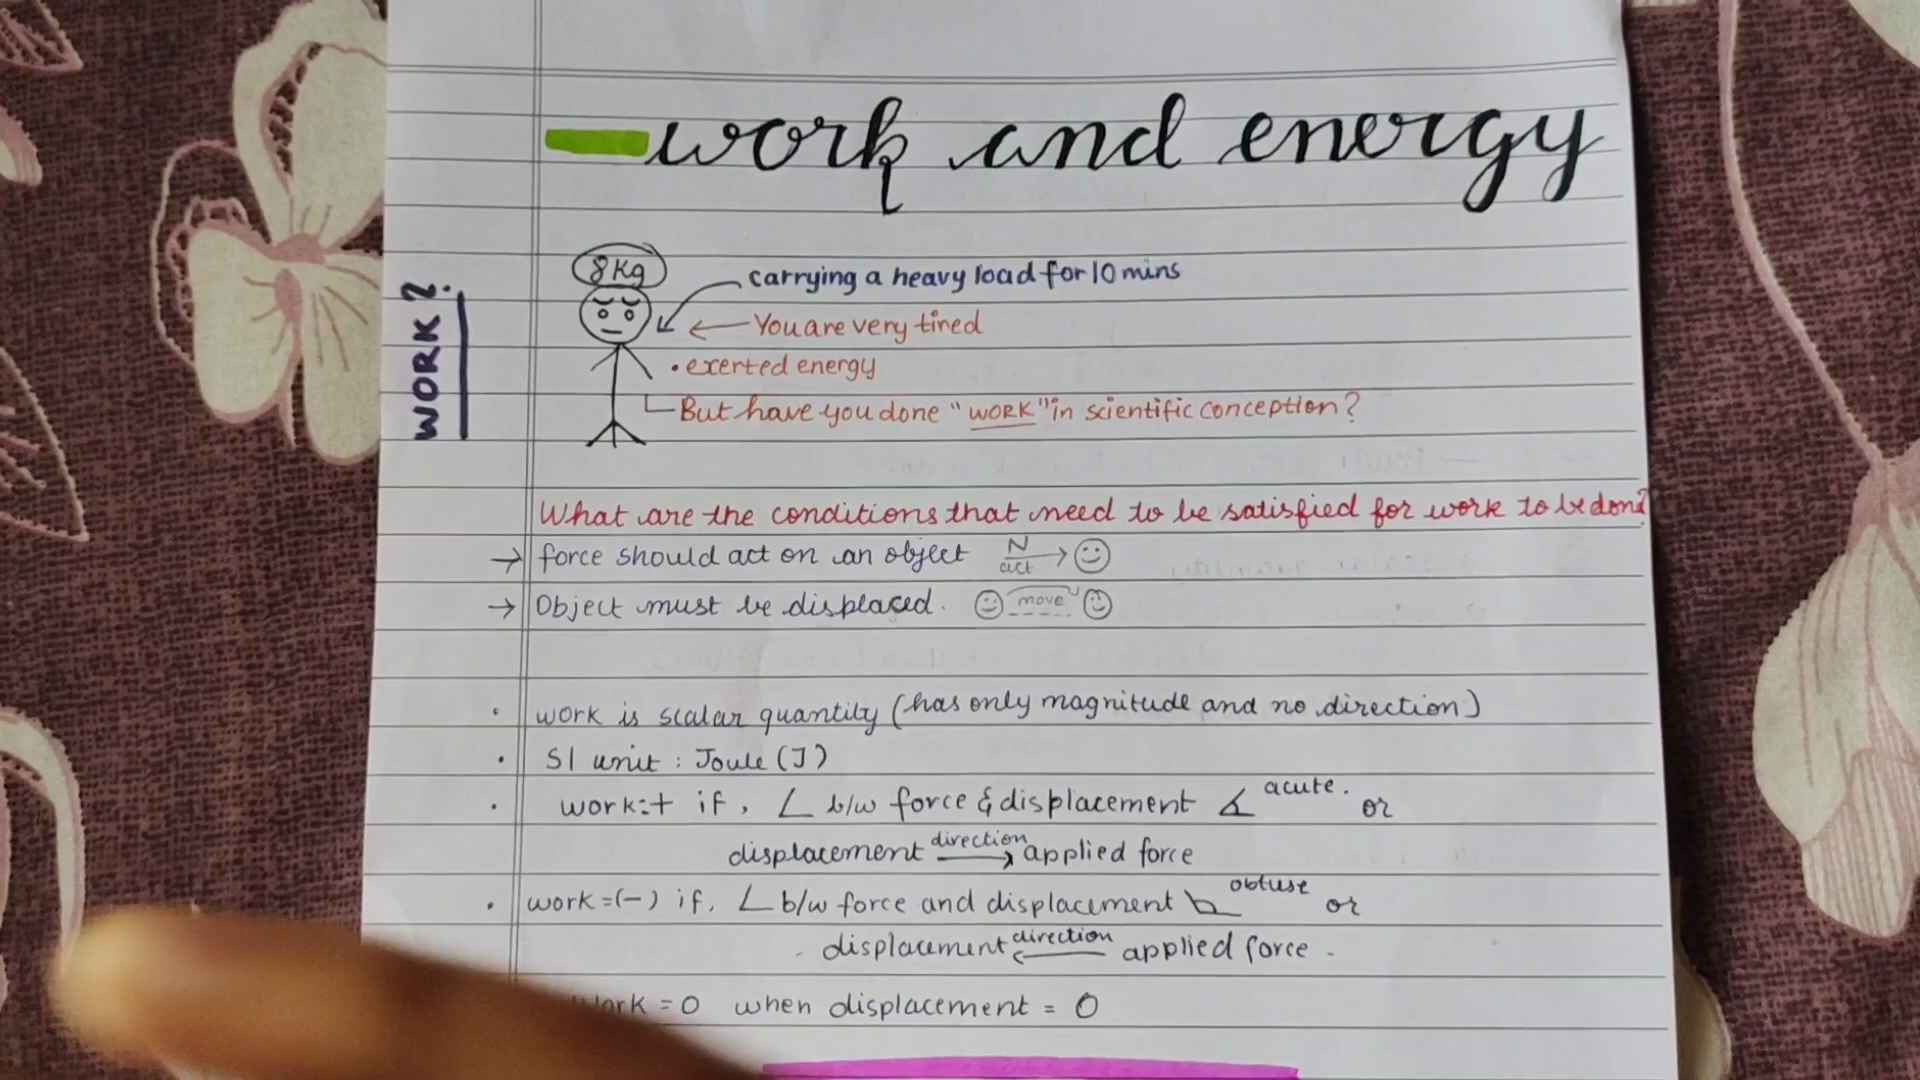 work and energy
WORK?
8kg
carrying a heavy load for 10 mins
You are very tired
• exerted energy
But have you done "WORK" in scientific conception?
What are the conditions that need to be satisfied for work to be done?
→ force should act on an object N act →
→ Object must be displaced. move
• work is scalar quantity (has only magnitude and no direction)
• SI unit : Joule (J)
• work:+ if, ∠ b/w force & displacement acute. or
displacement direction → applied force
• work=(-) if, ∠ b/w force and displacement obtuse or
displacement direction ← applied force.
work = 0 when displacement = 0